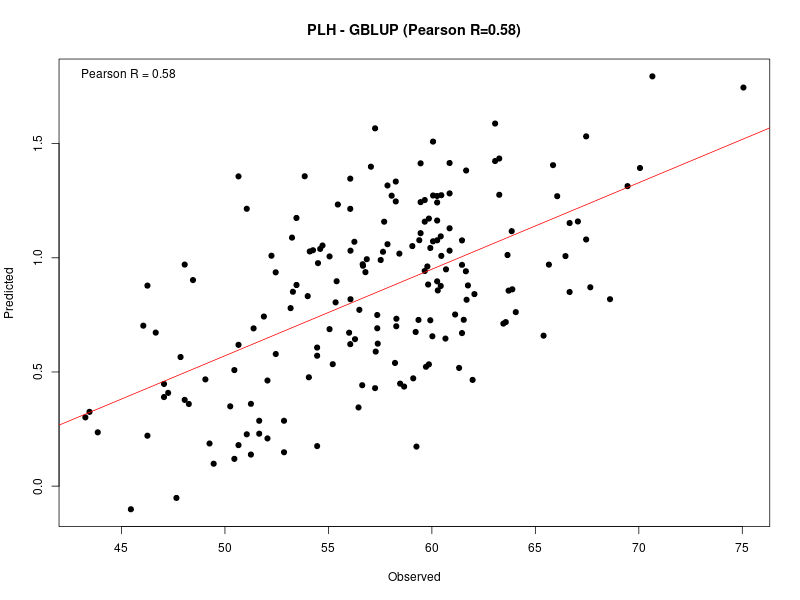 PLH - GBLUP (Pearson R=0.58)
Pearson R = 0.58
Predicted
1.5
1.0
0.5
0.0
45 50 55 60 65 70 75
Observed